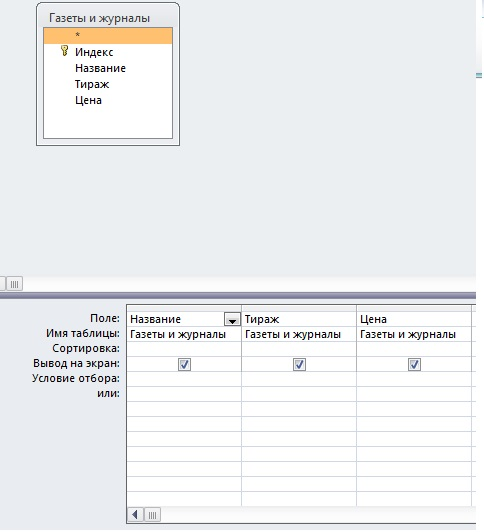 Газеты и журналы
*
Индекс
Название
Тираж
Цена
Поле: Название Тираж Цена
Имя таблицы: Газеты и журналы Газеты и журналы Газеты и журналы
Сортировка:
Вывод на экран:
Условие отбора:
или: